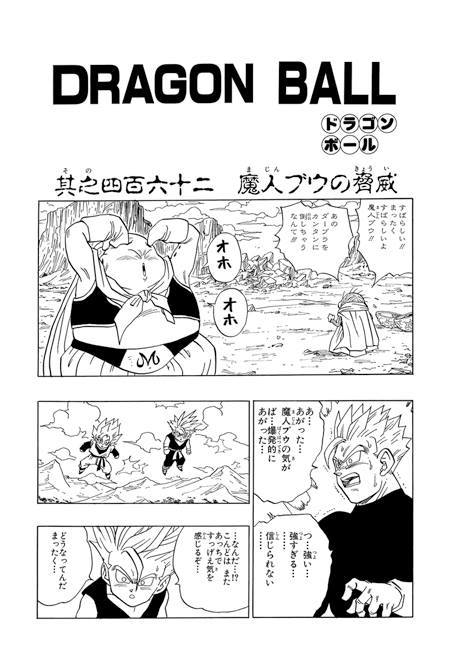 DRAGON BALL
ドラゴン
ボール
其之四百六十二 魔人ブウの脅威
すばらしい!!
まったく
すばらしいよ
魔人ブウ!!
あの
ダーブラを
カンタンに
倒しちゃう
なんて!!
オホ
オホ
M
あ…
あがった…
魔人ブウの気が
ば…爆発的に
あがった…
つ…強い…
強すぎる…
信じられない
…なんだ…!?
こんどはまた
あっちで
すっげえ気を
感じるぞ…
どうなってんだ
まったく…